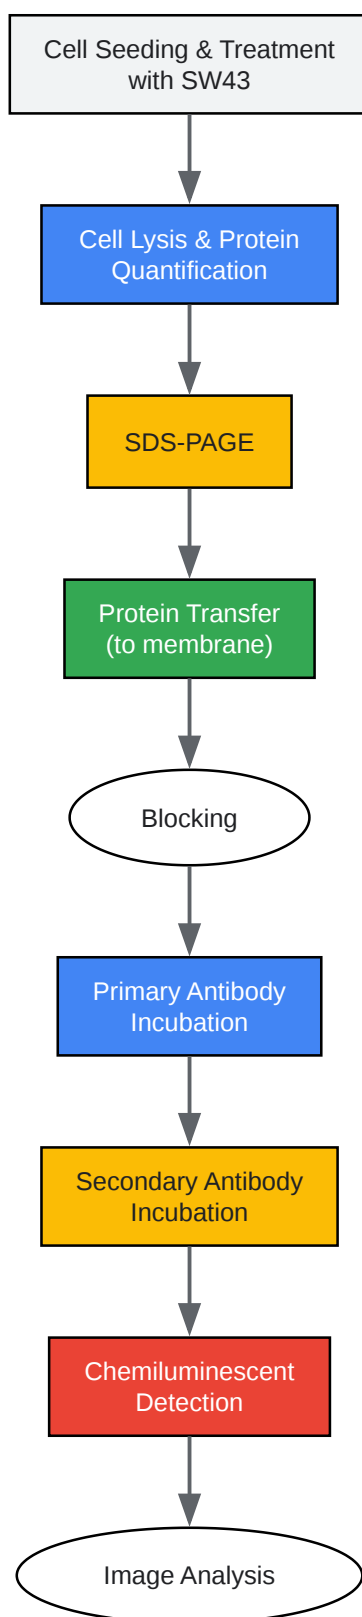 Cell Seeding & Treatment
with SW43
Cell Lysis & Protein
Quantification
SDS-PAGE
Protein Transfer
(to membrane)
Blocking
Primary Antibody
Incubation
Secondary Antibody
Incubation
Chemiluminescent
Detection
Image Analysis